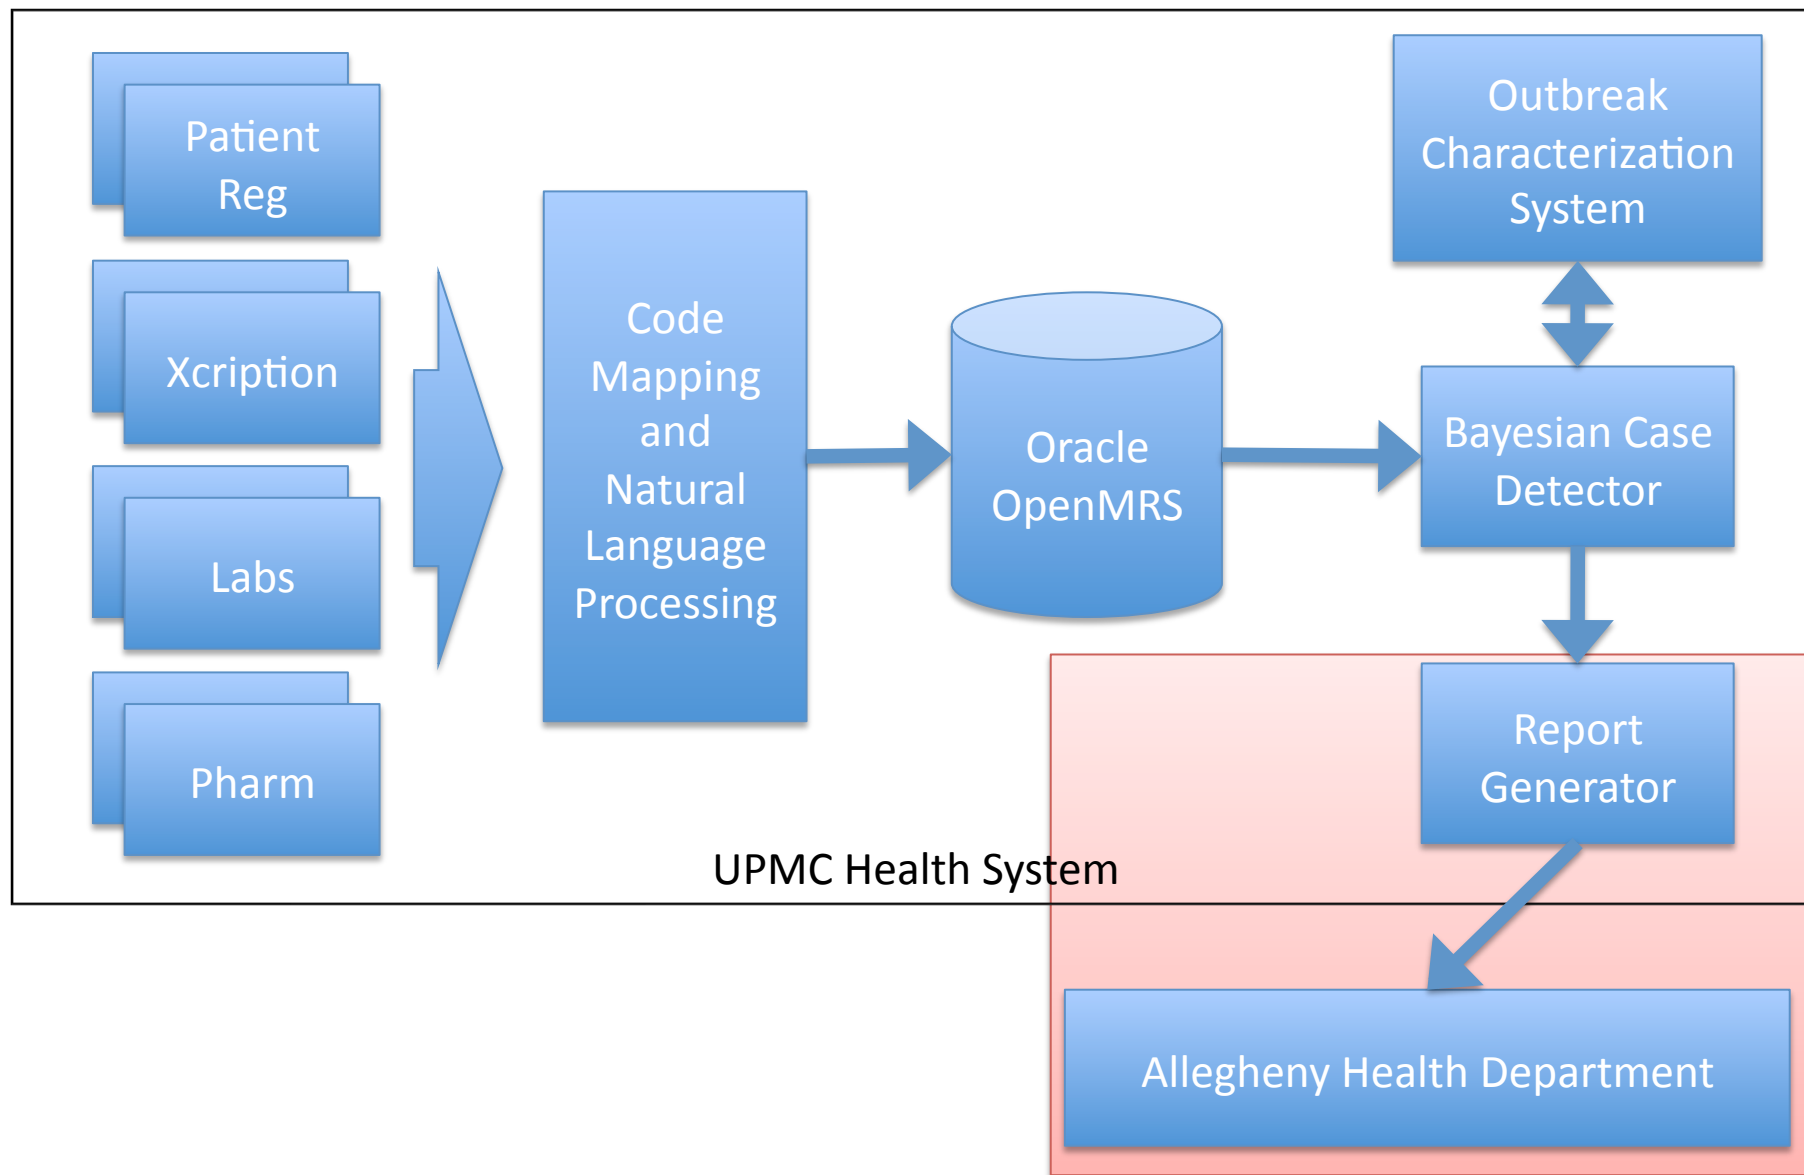 Patient
Reg
Xcription
Labs
Pharm
Code
Mapping
and
Natural
Language
Processing
Oracle
OpenMRS
Outbreak
Characterization
System
Bayesian Case
Detector
Report
Generator
UPMC Health System
Allegheny Health Department